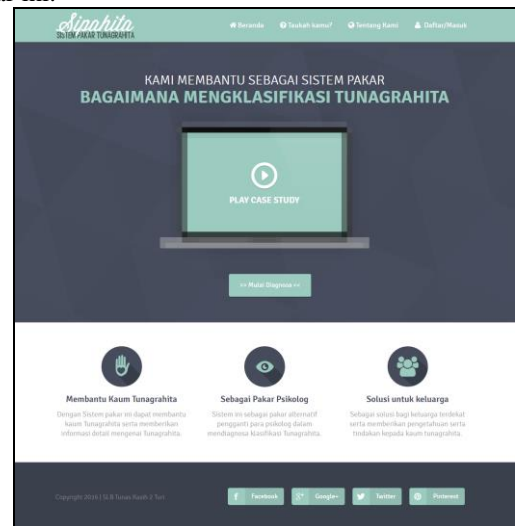 Sipahita
SISTEM PAKAR TUNAGRAHITA
Beranda Taukah kamu? Tentang Kami Daftar/Masuk
KAMI MEMBANTU SEBAGAI SISTEM PAKAR
BAGAIMANA MENGKLASIFIKASI TUNAGRAHITA
PLAY CASE STUDY
>> Mulai Diagnosa <<
Membantu Kaum Tunagrahita
Dengan Sistem pakar ini dapat membantu
kaum Tunagrahita serta memberikan
informasi detail mengenai Tunagrahita.
Sebagai Pakar Psikolog
Sistem ini sebagai pakar alternatif
pengganti para psikolog dalam
mendiagnosa klasifikasi Tunagrahita.
Solusi untuk keluarga
Sebagai solusi bagi keluarga terdekat
serta memberikan pengetahuan serta
tindakan kepada kaum tunagrahita.
Copyright 2016 | SLB Tunas Kasih 2 Turi
Facebook Google+ Twitter Pinterest